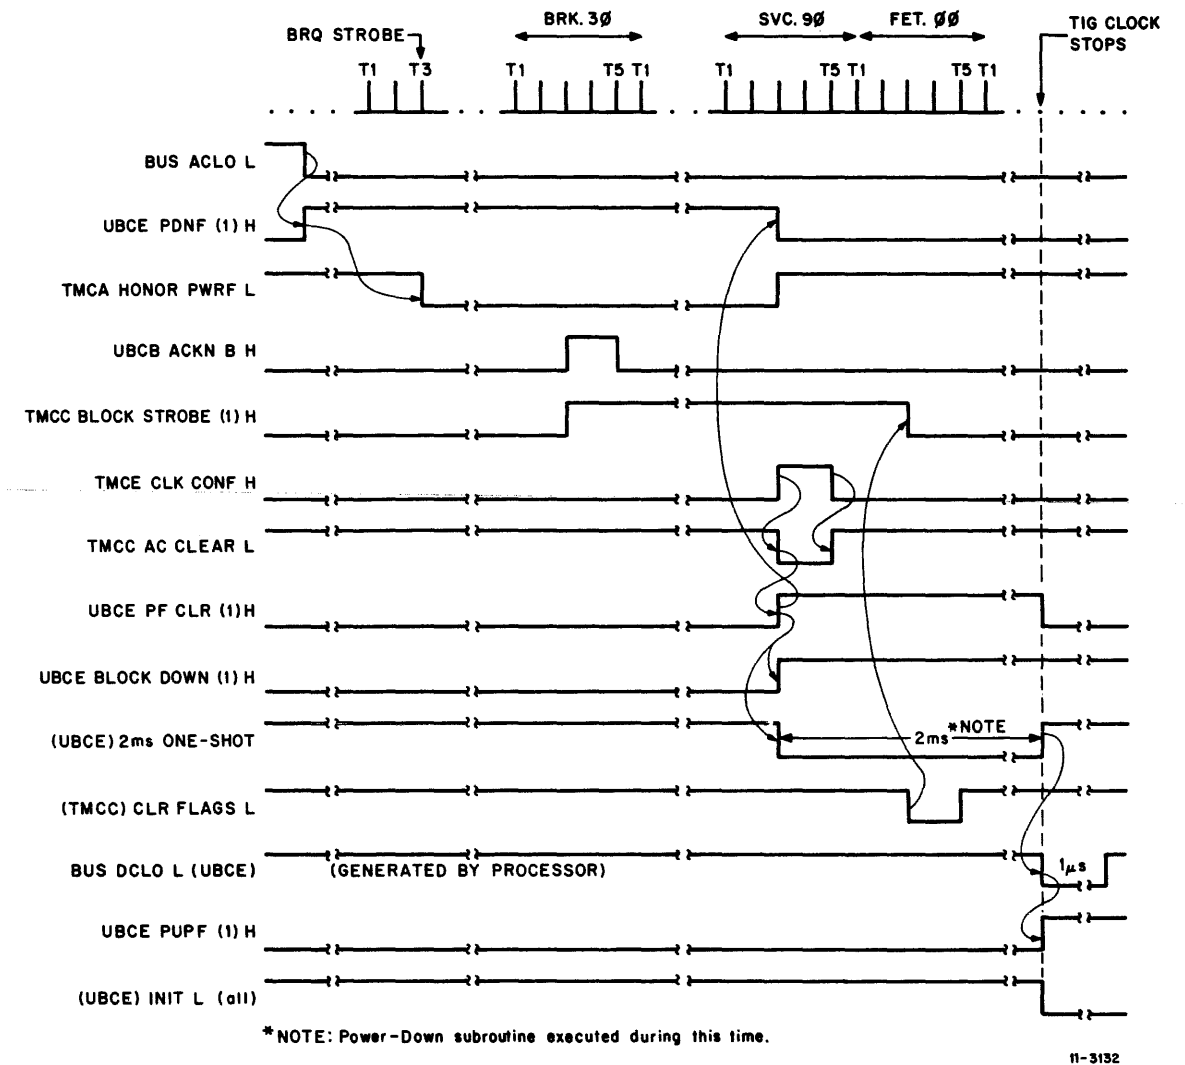 BRK. 3Ø
SVC. 9Ø
FET. ØØ
TIG CLOCK
STOPS
BRQ STROBE
T1 T3 T1 T5 T1 T1 T5 T1 T5 T1
BUS ACLO L
UBCE PDNF (1) H
TMCA HONOR PWRF L
UBCB ACKN B H
TMCC BLOCK STROBE (1) H
TMCE CLK CONF H
TMCC AC CLEAR L
UBCE PF CLR (1) H
UBCE BLOCK DOWN (1) H
(UBCE) 2ms ONE-SHOT
2ms *NOTE
(TMCC) CLR FLAGS L
BUS DCLO L (UBCE) (GENERATED BY PROCESSOR) 1μs
UBCE PUPF (1) H
(UBCE) INIT L (all)
*NOTE: Power-Down subroutine executed during this time.
11-3132